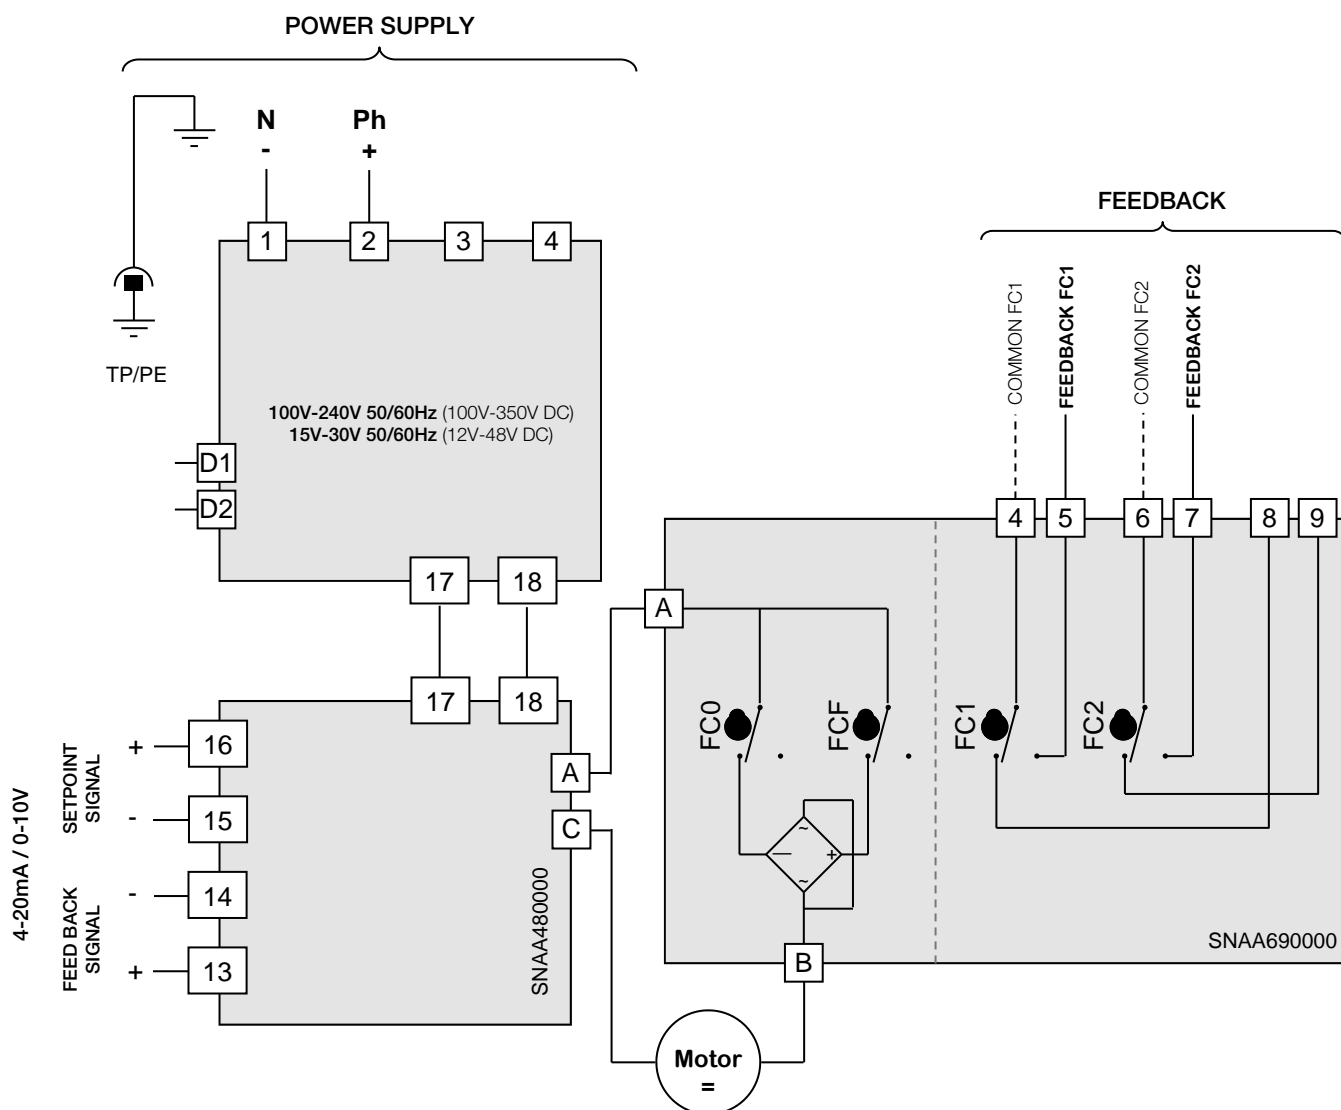 POWER SUPPLY
N
-
Ph
+
1
2
3
4
TP/PE
100V-240V 50/60Hz (100V-350V DC)
15V-30V 50/60Hz (12V-48V DC)
D1
D2
17
18
17
18
4-20mA / 0-10V
SETPOINT
SIGNAL
+
-
16
15
FEED BACK
SIGNAL
-
+
14
13
A
C
SNAA480000
FEEDBACK
COMMON FC1
FEEDBACK FC1
COMMON FC2
FEEDBACK FC2
4
5
6
7
8
9
A
FC0
FCF
FC1
FC2
~
—
+
~
B
SNAA690000
Motor
=